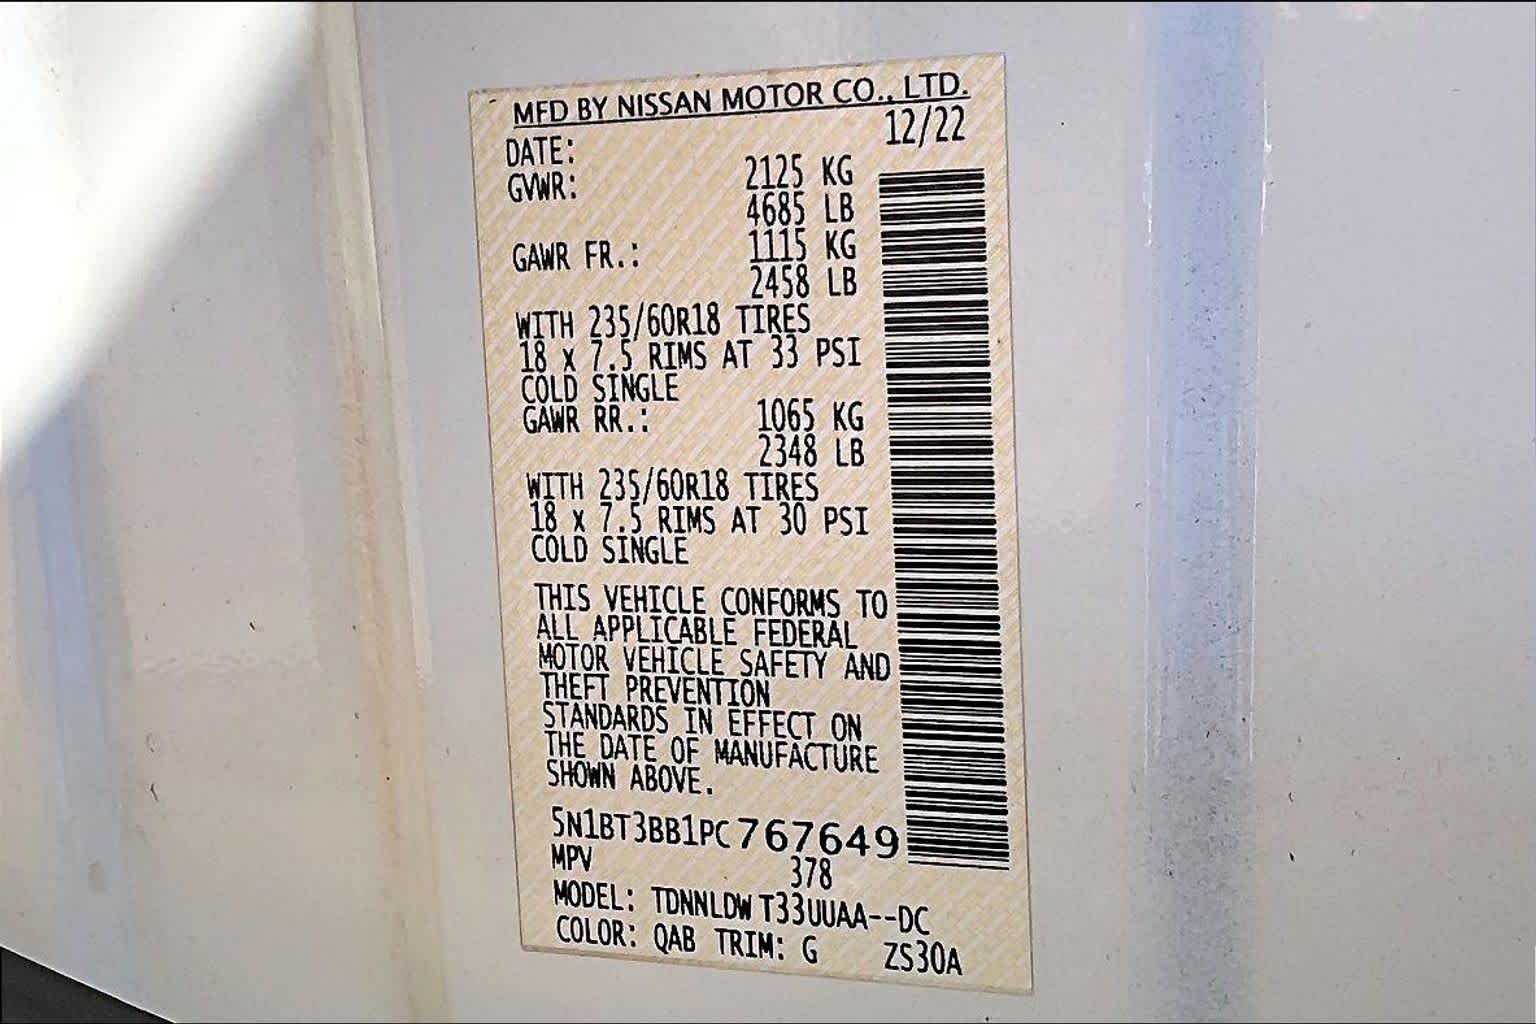 MFD BY NISSAN MOTOR CO., LTD.
DATE: 12/22
GVWR: 2125 KG
4685 LB
GAWR FR.: 1115 KG
2458 LB
WITH 235/60R18 TIRES
18 x 7.5 RIMS AT 33 PSI
COLD SINGLE
GAWR RR.: 1065 KG
2348 LB
WITH 235/60R18 TIRES
18 x 7.5 RIMS AT 30 PSI
COLD SINGLE
THIS VEHICLE CONFORMS TO
ALL APPLICABLE FEDERAL
MOTOR VEHICLE SAFETY AND
THEFT PREVENTION
STANDARDS IN EFFECT ON
THE DATE OF MANUFACTURE
SHOWN ABOVE.
5N1BT3BB1PC767649
MPV 378
MODEL: TDNNLDWT33UUAA--DC
COLOR: QAB TRIM: G ZS30A